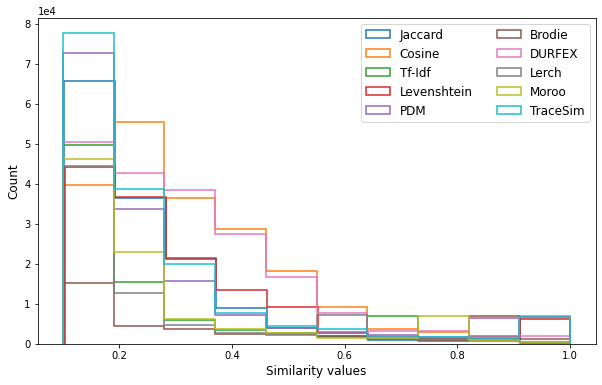 1e4
8
7
6
5
4
3
2
1
0
Count
0.2
0.4
0.6
0.8
1.0
Similarity values
Jaccard
Cosine
Tf-Idf
Levenshtein
PDM
Brodie
DURFEX
Lerch
Moroo
TraceSim